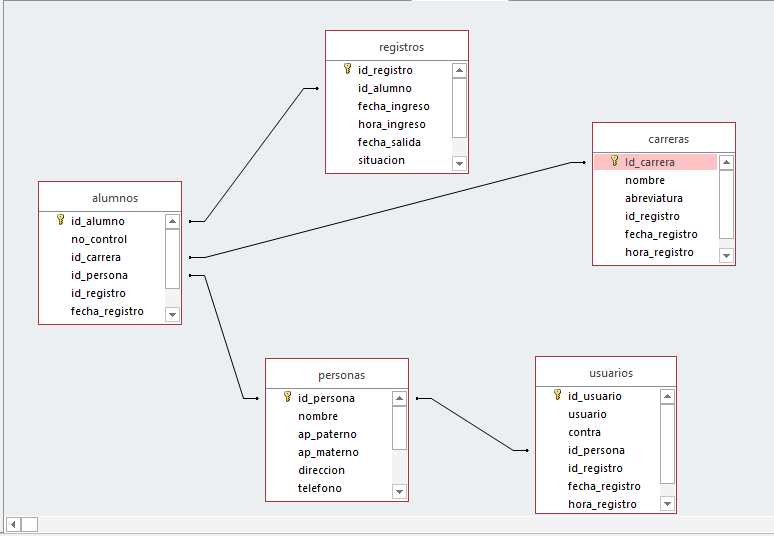 registros
id_registro
id_alumno
fecha_ingreso
hora_ingreso
fecha_salida
situacion
carreras
Id_carrera
nombre
abreviatura
id_registro
fecha_registro
hora_registro
alumnos
id_alumno
no_control
id_carrera
id_persona
id_registro
fecha_registro
personas
id_persona
nombre
ap_paterno
ap_materno
direccion
telefono
usuarios
id_usuario
usuario
contra
id_persona
id_registro
fecha_registro
hora_registro